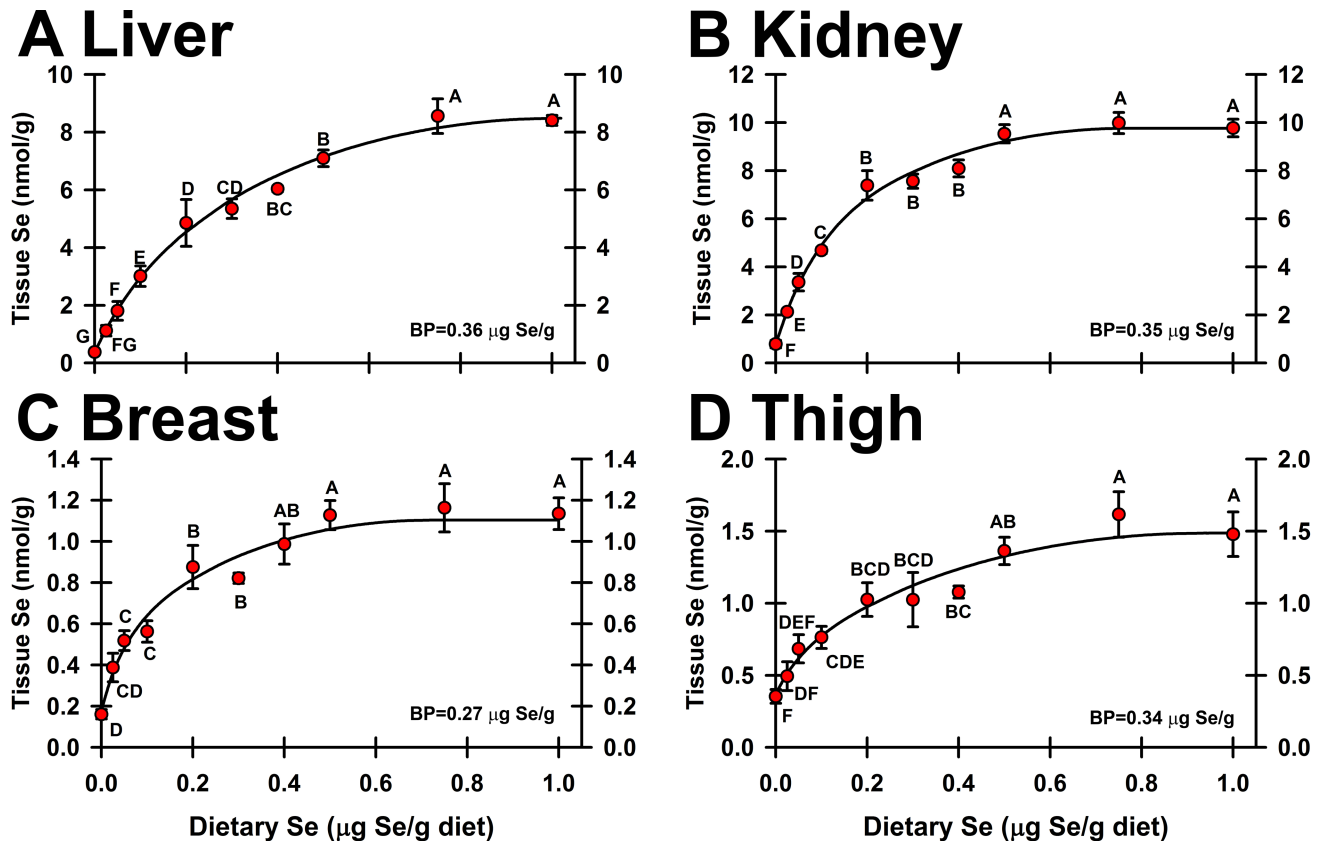 A Liver
Tissue Se (nmol/g)
10
8
6
4
2
0
10
8
6
4
2
0
G
FG
F
E
D
CD
BC
B
A
A
BP=0.36 μg Se/g
B Kidney
Tissue Se (nmol/g)
12
10
8
6
4
2
0
12
10
8
6
4
2
0
F
E
D
C
B
B
B
A
A
A
BP=0.35 μg Se/g
C Breast
Tissue Se (nmol/g)
1.4
1.2
1.0
0.8
0.6
0.4
0.2
0.0
1.4
1.2
1.0
0.8
0.6
0.4
0.2
0.0
D
CD
C
C
B
B
AB
A
A
A
BP=0.27 μg Se/g
0.0 0.2 0.4 0.6 0.8 1.0
Dietary Se (μg Se/g diet)
D Thigh
Tissue Se (nmol/g)
2.0
1.5
1.0
0.5
0.0
2.0
1.5
1.0
0.5
0.0
F
DF
DEF
CDE
BCD
BCD
BC
AB
A
A
BP=0.34 μg Se/g
0.0 0.2 0.4 0.6 0.8 1.0
Dietary Se (μg Se/g diet)